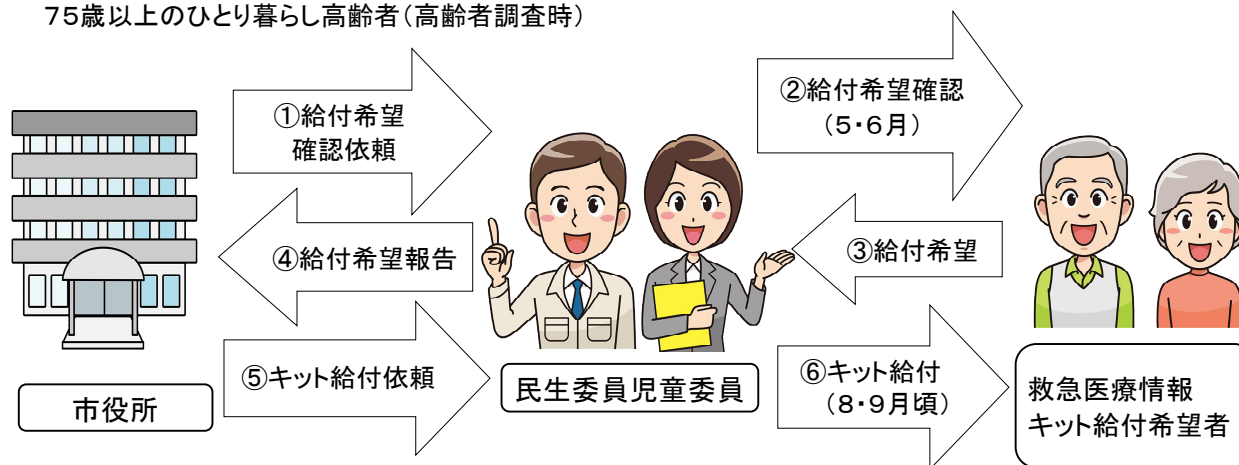 75歳以上のひとり暮らし高齢者(高齢者調査時)
①給付希望
確認依頼
②給付希望確認
(5・6月)
④給付希望報告
③給付希望
⑤キット給付依頼
⑥キット給付
(8・9月頃)
市役所
民生委員児童委員
救急医療情報
キット給付希望者